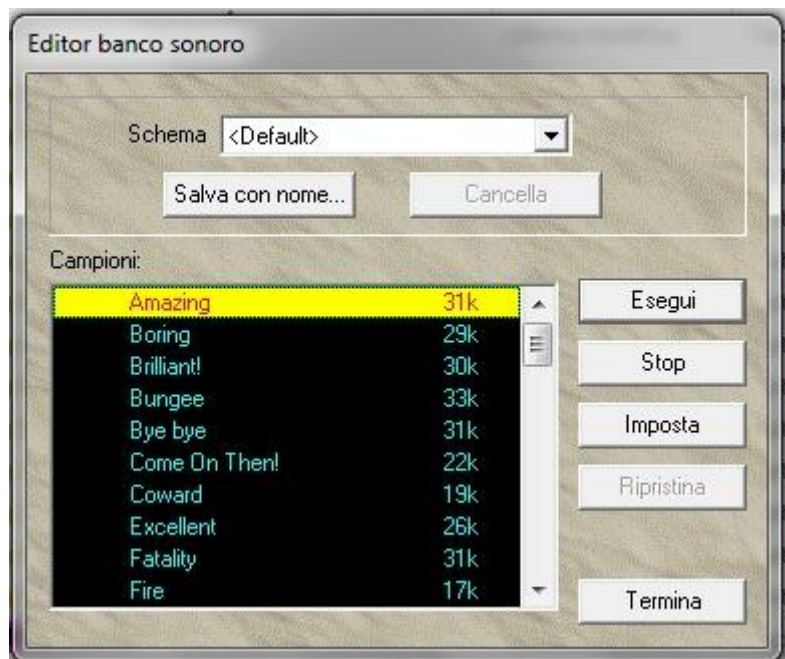 Editor banco sonoro
Schema <Default>
Salva con nome... Cancella
Campioni:
Amazing 31k
Boring 29k
Brilliant! 30k
Bungee 33k
Bye bye 31k
Come On Then! 22k
Coward 19k
Excellent 26k
Fatality 31k
Fire 17k
Esegui
Stop
Imposta
Ripristina
Termina